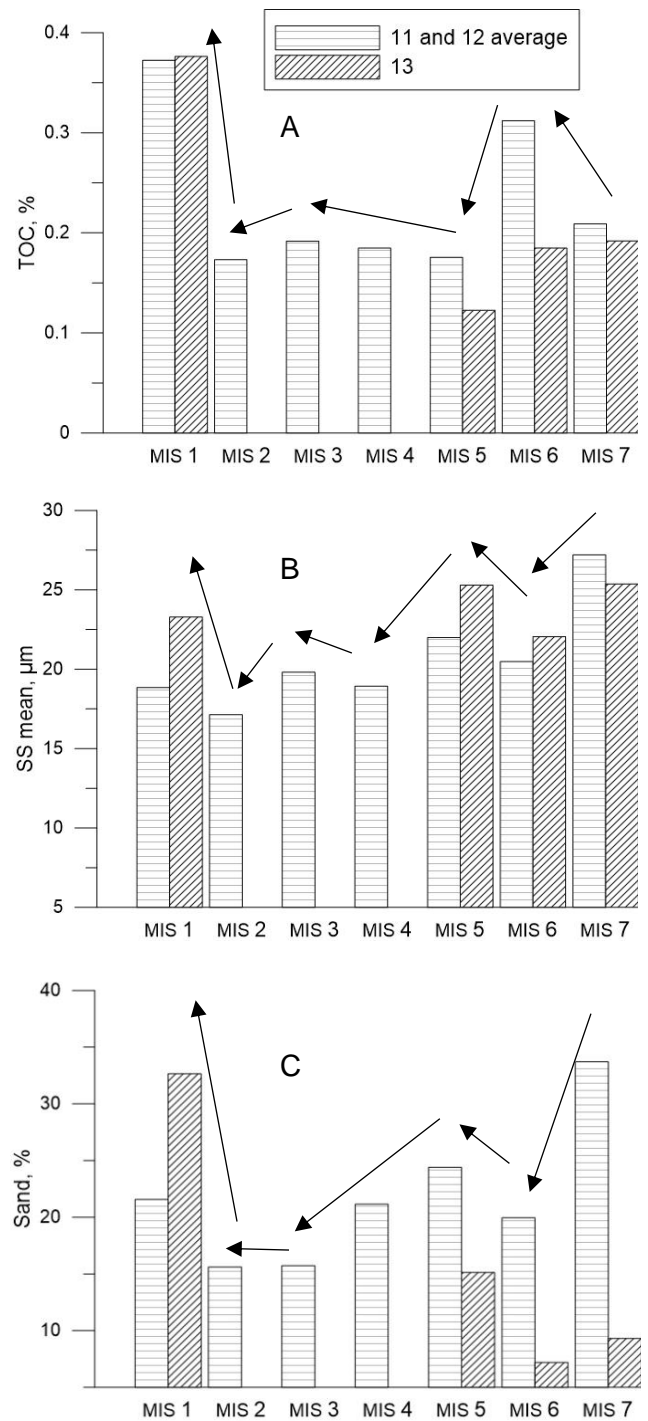 0.4
11 and 12 average
13
A
0.3
TOC, %
0.2
0.1
0
MIS 1 MIS 2 MIS 3 MIS 4 MIS 5 MIS 6 MIS 7
30
B
25
SS mean, µm
20
15
10
5
MIS 1 MIS 2 MIS 3 MIS 4 MIS 5 MIS 6 MIS 7
40
C
30
Sand, %
20
10
MIS 1 MIS 2 MIS 3 MIS 4 MIS 5 MIS 6 MIS 7